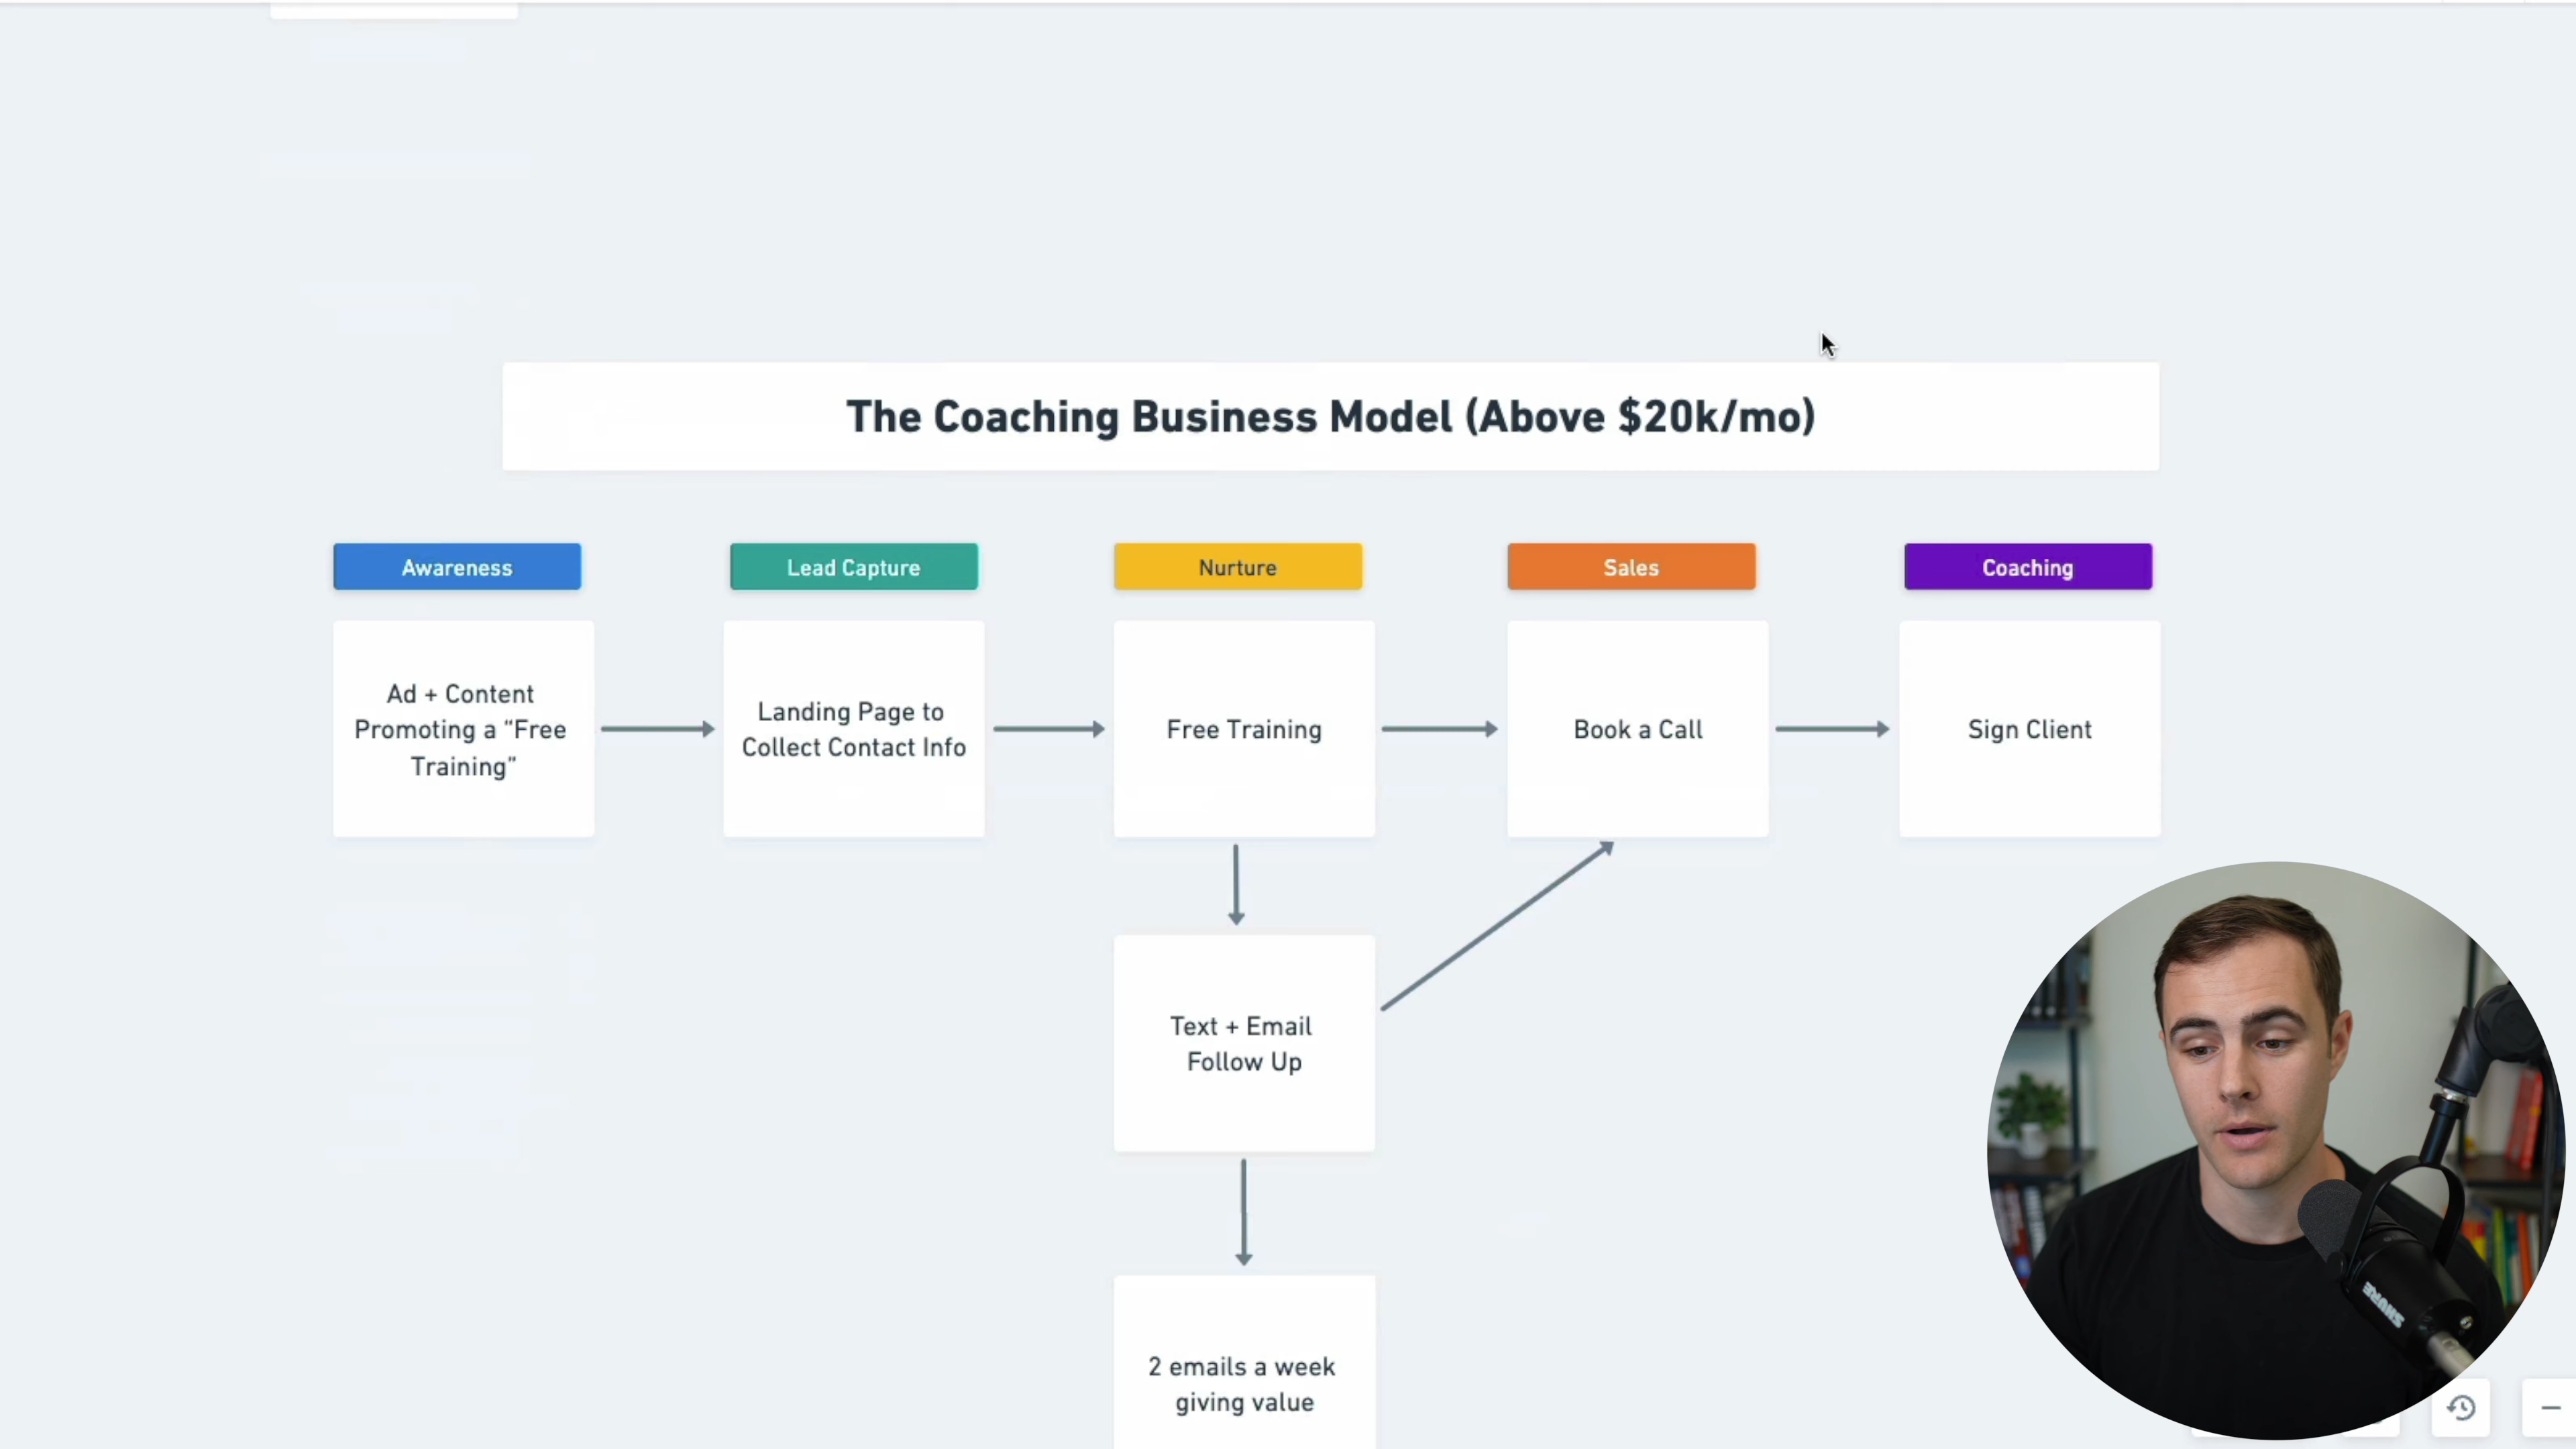 The Coaching Business Model (Above $20k/mo)
Awareness
Lead Capture
Nurture
Sales
Coaching
Ad + Content
Promoting a “Free
Training”
Landing Page to
Collect Contact Info
Free Training
Book a Call
Sign Client
Text + Email
Follow Up
2 emails a week
giving value
SHURE